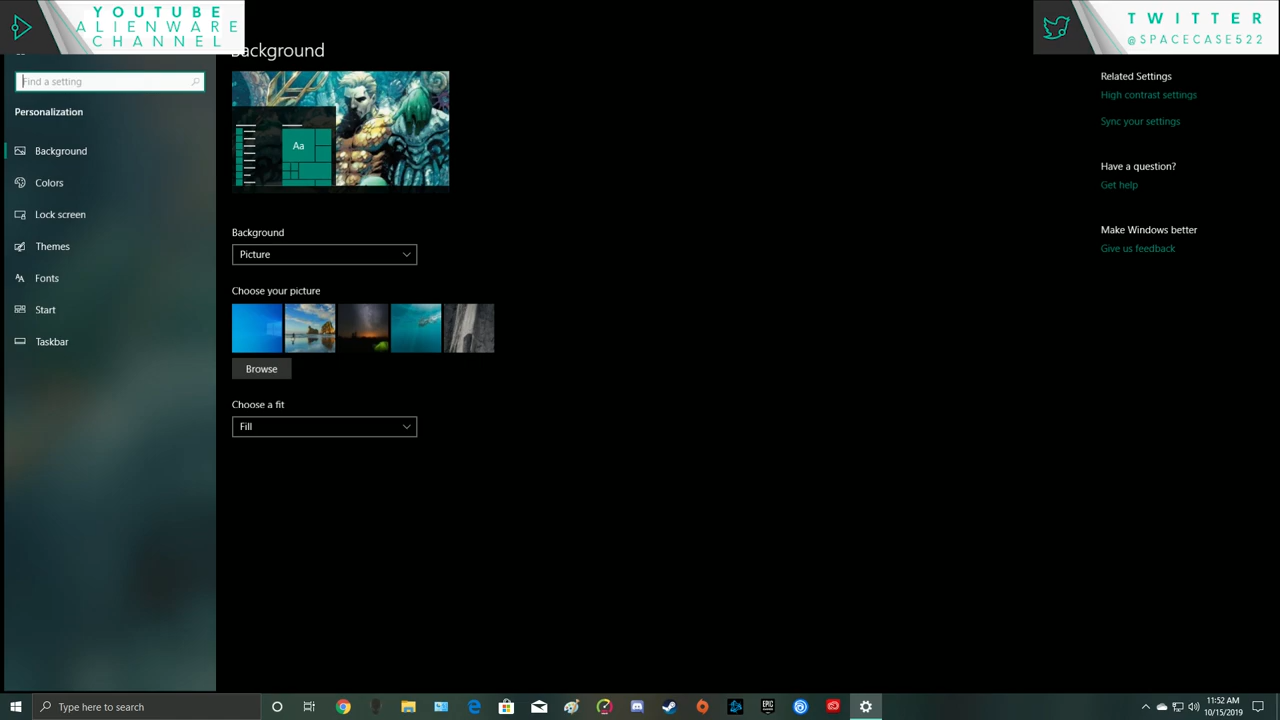 YOUTUBE
ALIENWARE
CHANNEL
TWITTER
@SPACECASE522
Background
Find a setting
Personalization
Background
Colors
Lock screen
Themes
Fonts
Start
Taskbar
Aa
Background
Picture
Choose your picture
Browse
Choose a fit
Fill
Related Settings
High contrast settings
Sync your settings
Have a question?
Get help
Make Windows better
Give us feedback
Type here to search
EPIC
11:52 AM
10/15/2019